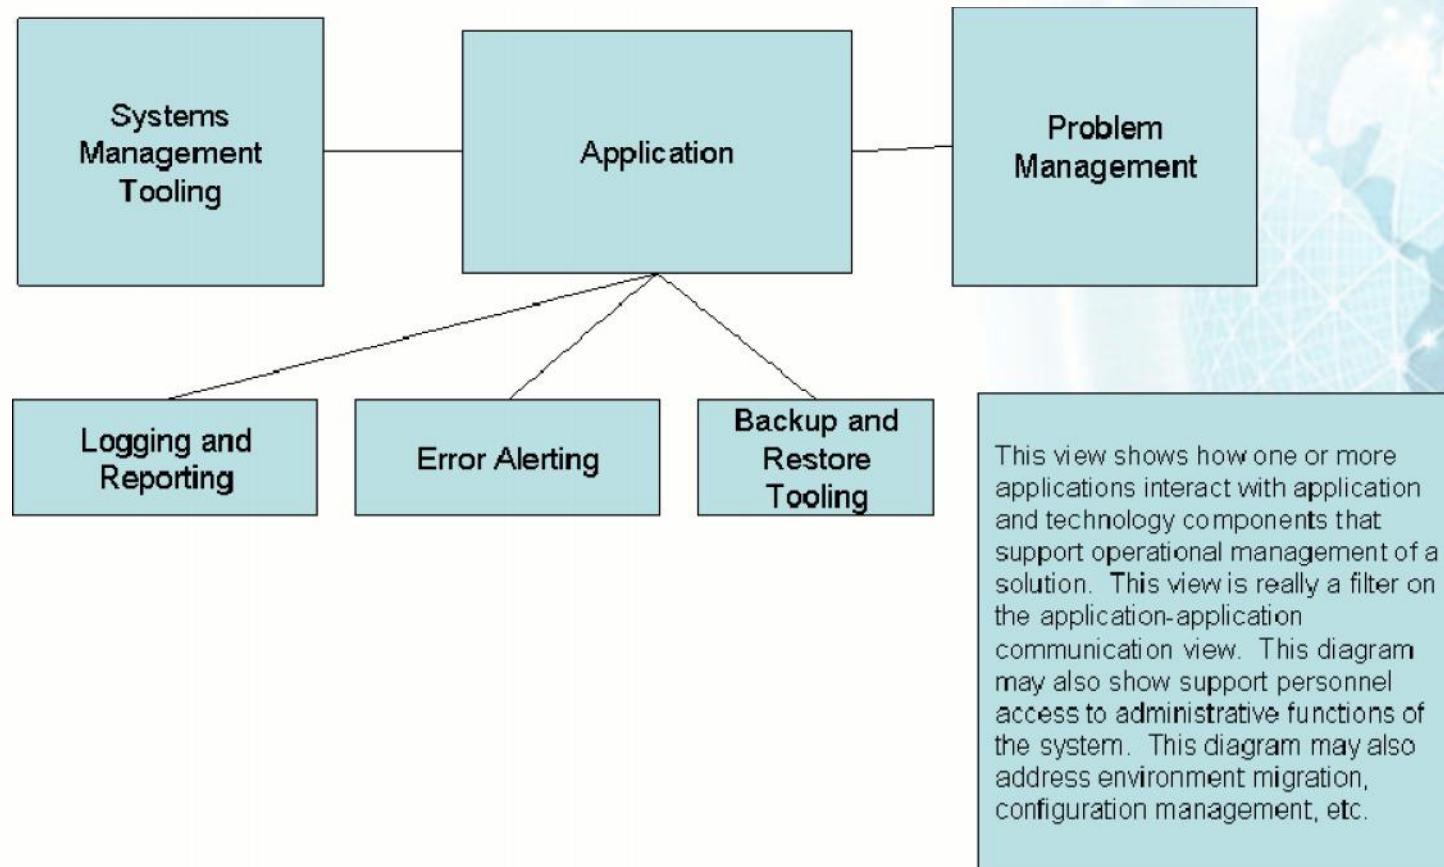 Systems
Management
Tooling
Application
Problem
Management
Logging and
Reporting
Error Alerting
Backup and
Restore
Tooling
This view shows how one or more
applications interact with application
and technology components that
support operational management of a
solution. This view is really a filter on
the application-application
communication view. This diagram
may also show support personnel
access to administrative functions of
the system. This diagram may also
address environment migration,
configuration management, etc.